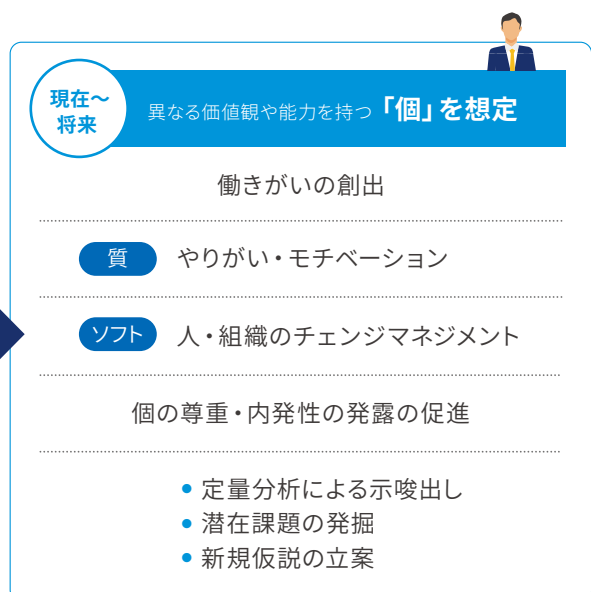 現在〜
将来
異なる価値観や能力を持つ「個」を想定
働きがいの創出
質 やりがい・モチベーション
ソフト 人・組織のチェンジマネジメント
個の尊重・内発性の発露の促進
• 定量分析による示唆出し
• 潜在課題の発掘
• 新規仮説の立案